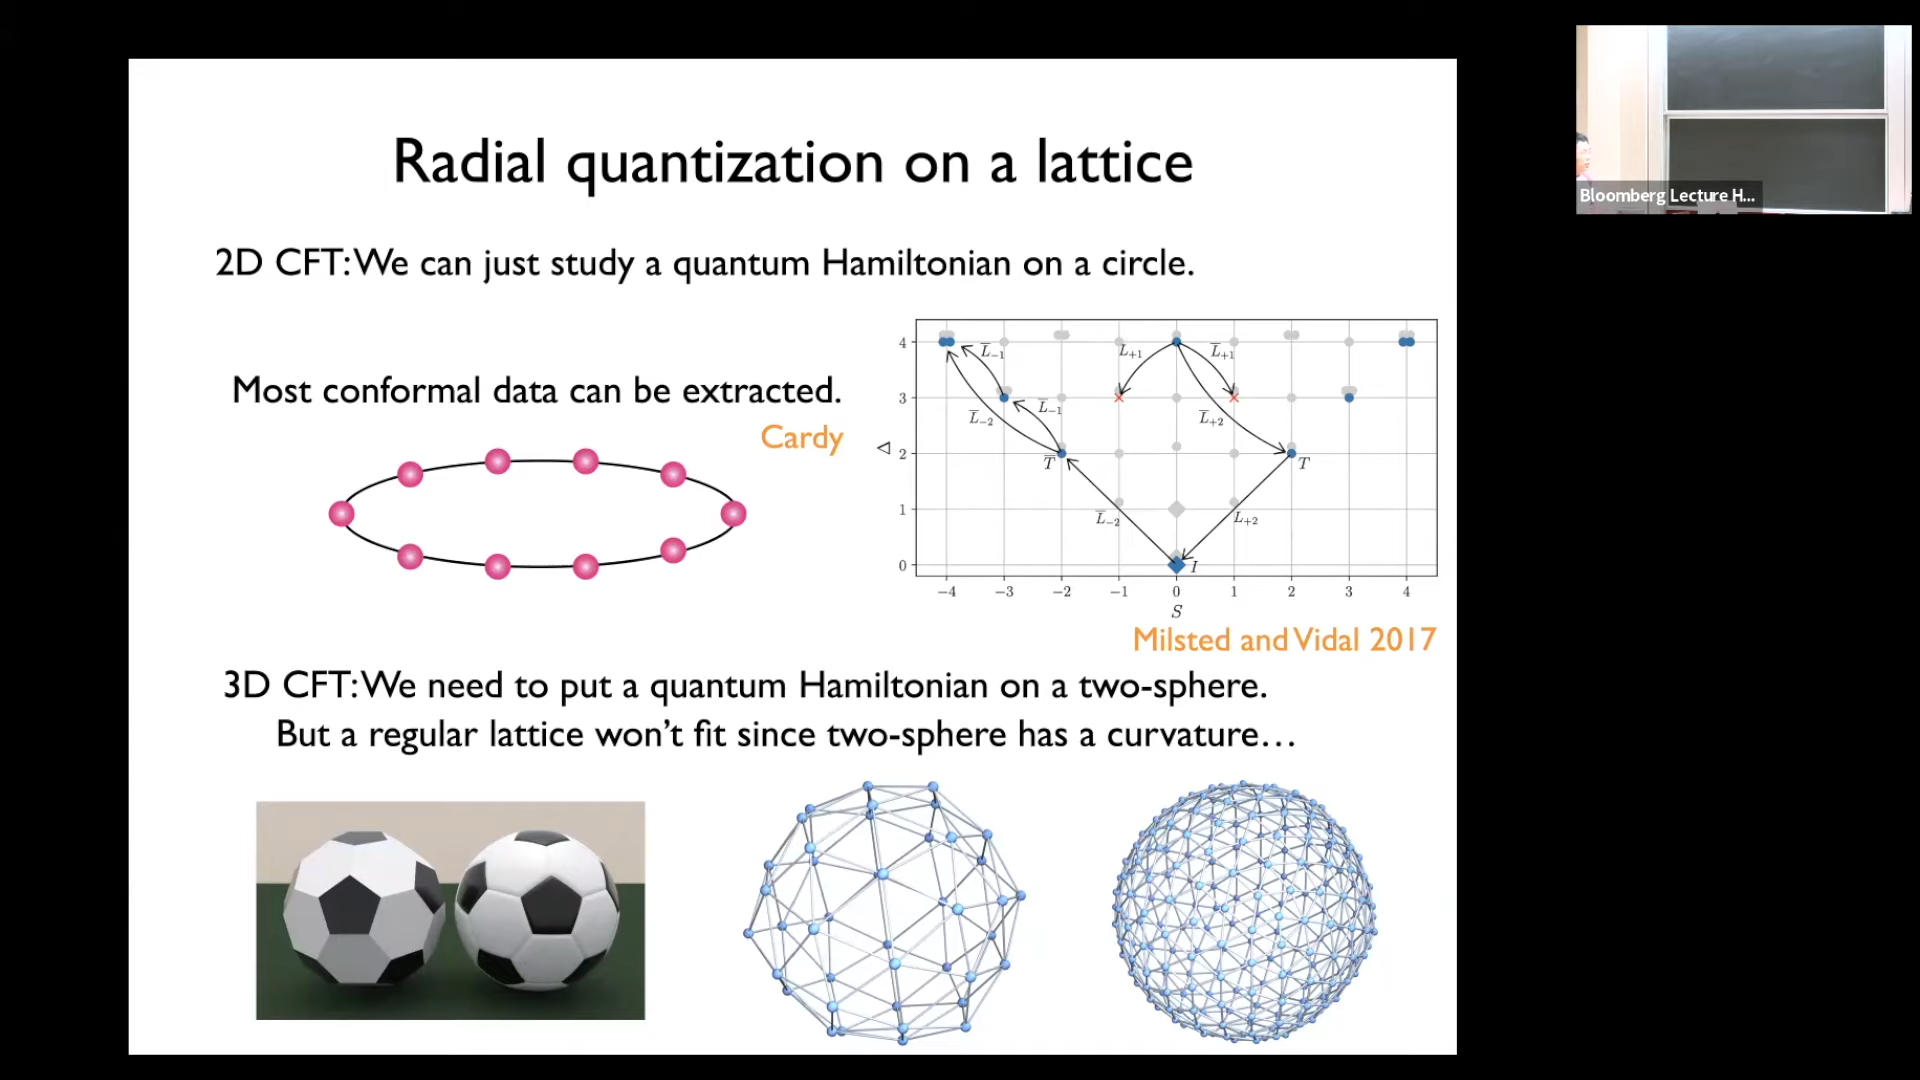 Radial quantization on a lattice
2D CFT: We can just study a quantum Hamiltonian on a circle.
Most conformal data can be extracted.
Cardy
Δ
4
3
2
1
0
−4
−3
−2
−1
0
1
2
3
4
S
L̅₋₁
L₊₁
L̅₊₁
L̅₋₂
L̅₋₁
L̅₊₂
T̅
T
L̅₋₂
L₊₂
I
Milsted and Vidal 2017
3D CFT: We need to put a quantum Hamiltonian on a two-sphere.
But a regular lattice won't fit since two-sphere has a curvature…
Bloomberg Lecture H...